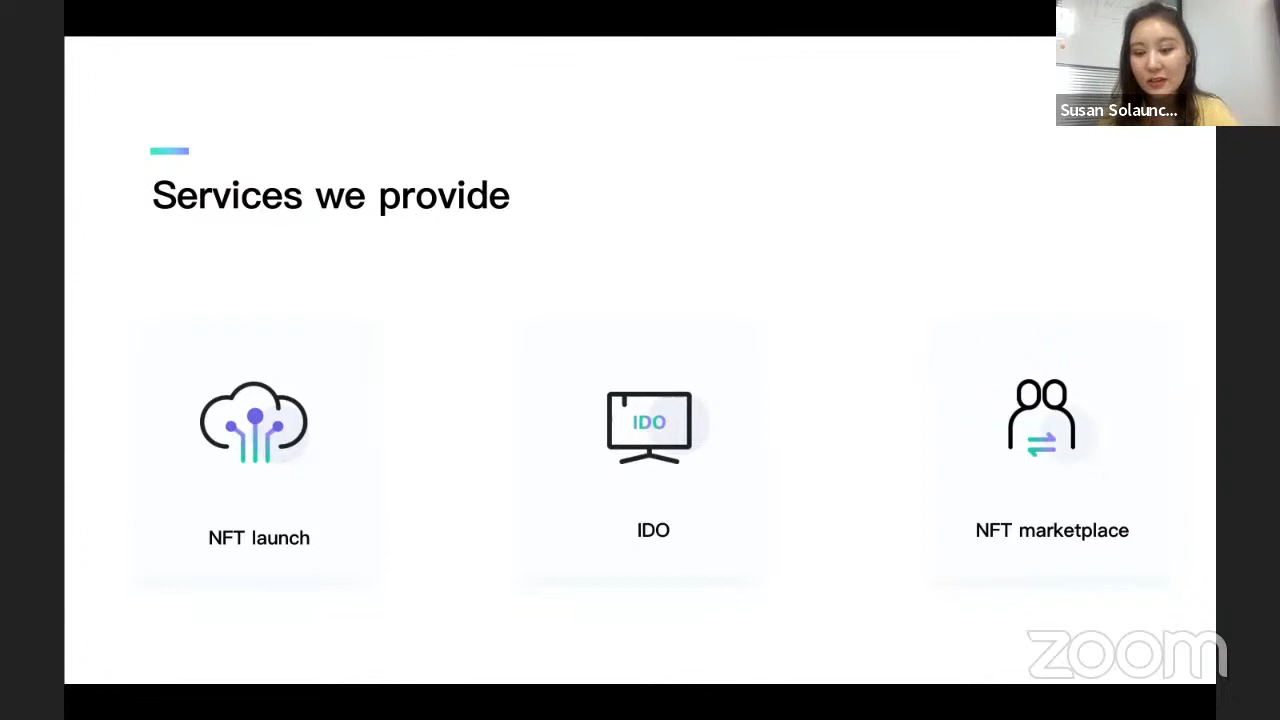 Susan Solaunc...
Services we provide
IDO
NFT launch
IDO
NFT marketplace
zoom